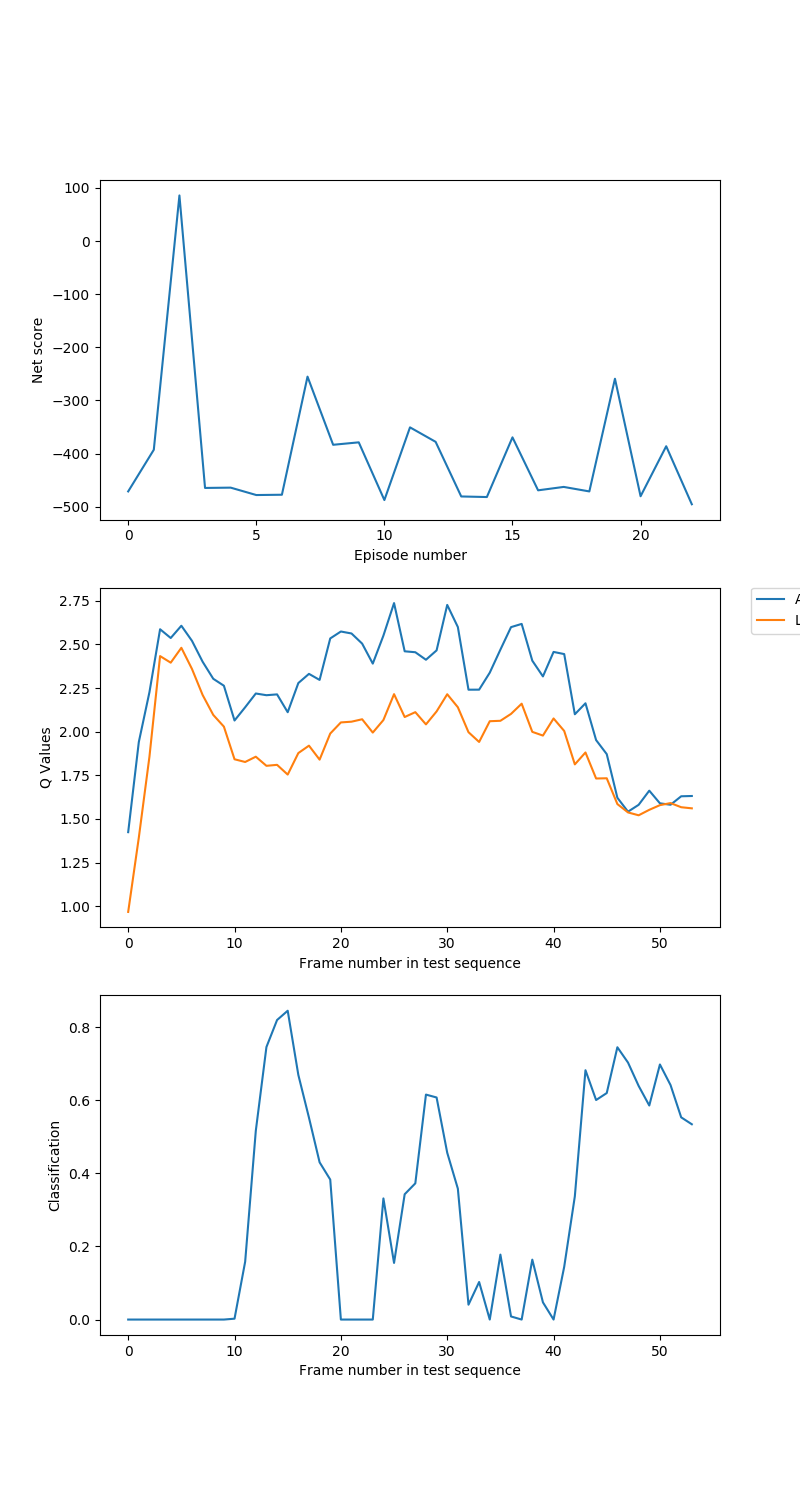 100
0
−100
−200
−300
−400
−500
Net score
0 5 10 15 20
Episode number
2.75
2.50
2.25
2.00
1.75
1.50
1.25
1.00
Q Values
0 10 20 30 40 50
Frame number in test sequence
0.8
0.6
0.4
0.2
0.0
Classification
0 10 20 30 40 50
Frame number in test sequence